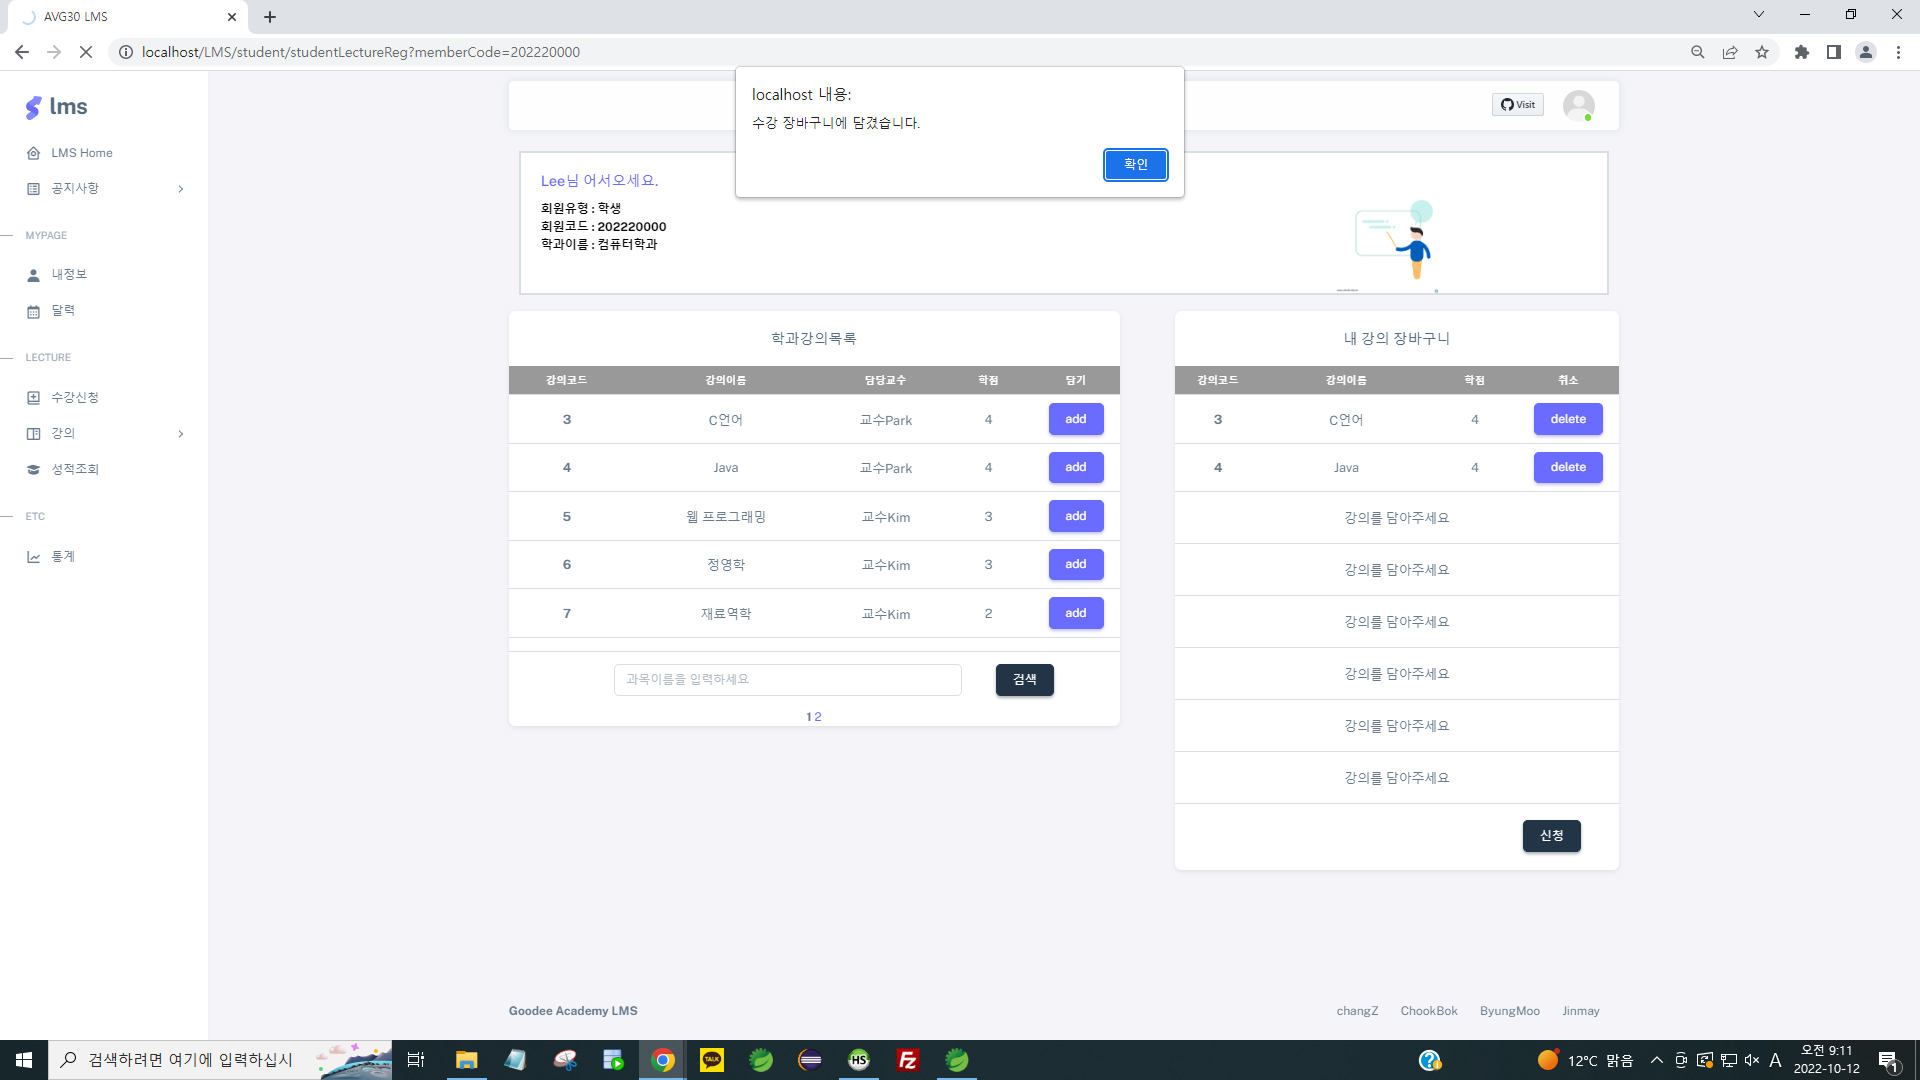 AVG30 LMS
localhost/LMS/student/studentLectureReg?memberCode=202220000
localhost 내용:
수강 장바구니에 담겼습니다.
확인
lms
Visit
LMS Home
공지사항
MYPAGE
내정보
달력
LECTURE
수강신청
강의
성적조회
ETC
통계
Lee님 어서오세요.
회원유형 : 학생
회원코드 : 202220000
학과이름 : 컴퓨터학과
학과강의목록
강의코드 강의이름 담당교수 학점 담기
3 C언어 교수Park 4 add
4 Java 교수Park 4 add
5 웹 프로그래밍 교수Kim 3 add
6 정영학 교수Kim 3 add
7 재료역학 교수Kim 2 add
과목이름을 입력하세요 검색
1 2
내 강의 장바구니
강의코드 강의이름 학점 취소
3 C언어 4 delete
4 Java 4 delete
강의를 담아주세요
강의를 담아주세요
강의를 담아주세요
강의를 담아주세요
강의를 담아주세요
강의를 담아주세요
신청
Goodee Academy LMS
changZ ChookBok ByungMoo Jinmay
검색하려면 여기에 입력하십시
TALK
HS
FZ
12°C 맑음
A
오전 9:11
2022-10-12
1